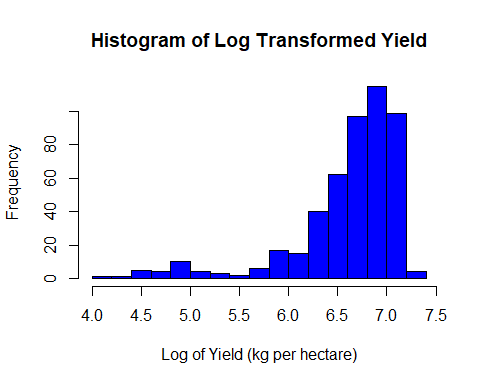 Histogram of Log Transformed Yield
Frequency
80
60
40
20
0
4.0 4.5 5.0 5.5 6.0 6.5 7.0 7.5
Log of Yield (kg per hectare)